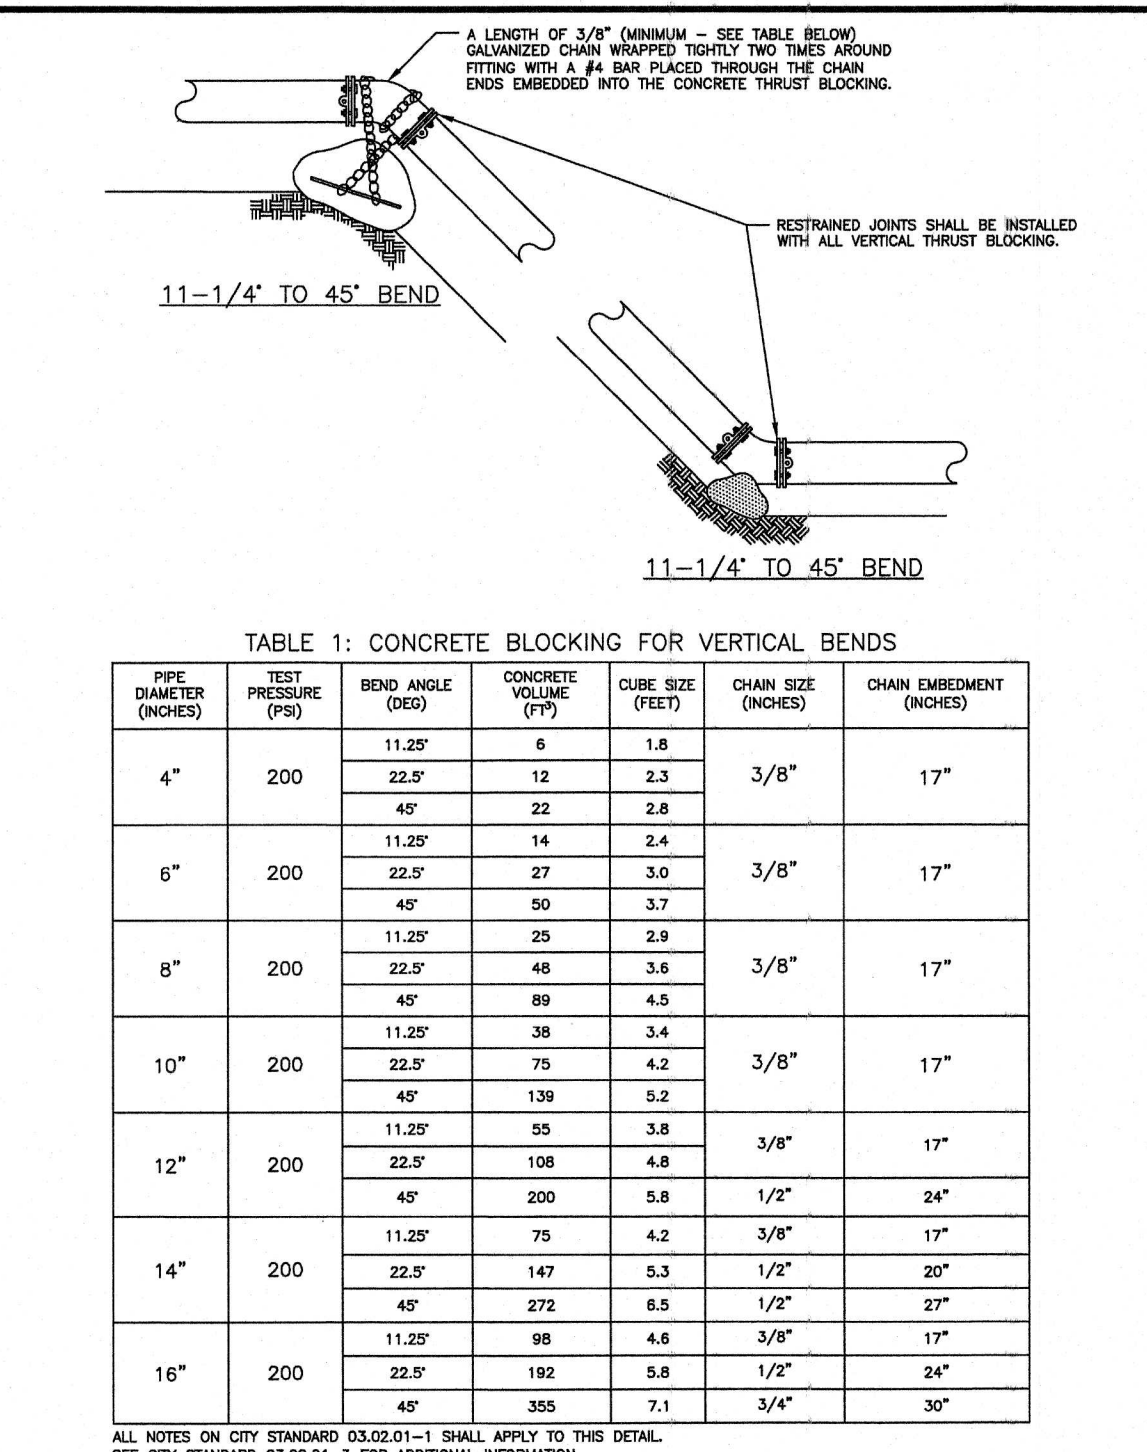 A LENGTH OF 3/8" (MINIMUM - SEE TABLE BELOW)
GALVANIZED CHAIN WRAPPED TIGHTLY TWO TIMES AROUND
FITTING WITH A #4 BAR PLACED THROUGH THE CHAIN
ENDS EMBEDDED INTO THE CONCRETE THRUST BLOCKING.
RESTRAINED JOINTS SHALL BE INSTALLED
WITH ALL VERTICAL THRUST BLOCKING.
11-1/4° TO 45° BEND
11-1/4° TO 45° BEND
TABLE 1: CONCRETE BLOCKING FOR VERTICAL BENDS
PIPE DIAMETER (INCHES) TEST PRESSURE (PSI) BEND ANGLE (DEG) CONCRETE VOLUME (FT³) CUBE SIZE (FEET) CHAIN SIZE (INCHES) CHAIN EMBEDMENT (INCHES)
4" 200 11.25° 6 1.8 3/8" 17"
22.5° 12 2.3
45° 22 2.8
6" 200 11.25° 14 2.4 3/8" 17"
22.5° 27 3.0
45° 50 3.7
8" 200 11.25° 25 2.9 3/8" 17"
22.5° 48 3.6
45° 89 4.5
10" 200 11.25° 38 3.4 3/8" 17"
22.5° 75 4.2
45° 139 5.2
12" 200 11.25° 55 3.8 3/8" 17"
22.5° 108 4.8
45° 200 5.8 1/2" 24"
14" 200 11.25° 75 4.2 3/8" 17"
22.5° 147 5.3 1/2" 20"
45° 272 6.5 1/2" 27"
16" 200 11.25° 98 4.6 3/8" 17"
22.5° 192 5.8 1/2" 24"
45° 355 7.1 3/4" 30"
ALL NOTES ON CITY STANDARD 03.02.01-1 SHALL APPLY TO THIS DETAIL.
SEE CITY STANDARD FOR ADDITIONAL INFORMATION